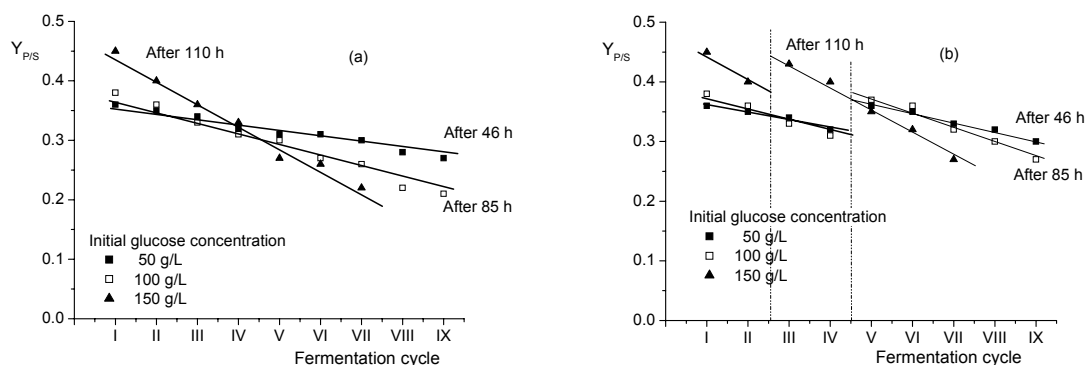 0.5
Y P/S
After 110 h
(a)
0.4
0.3
After 46 h
0.2
After 85 h
Initial glucose concentration
50 g/L
0.1
100 g/L
150 g/L
0.0
I II III IV V VI VII VIII IX
Fermentation cycle
0.5
Y P/S
After 110 h
(b)
0.4
After 46 h
0.3
After 85 h
0.2
Initial glucose concentration
50 g/L
0.1
100 g/L
150 g/L
0.0
I II III IV V VI VII VIII IX
Fermentation cycle